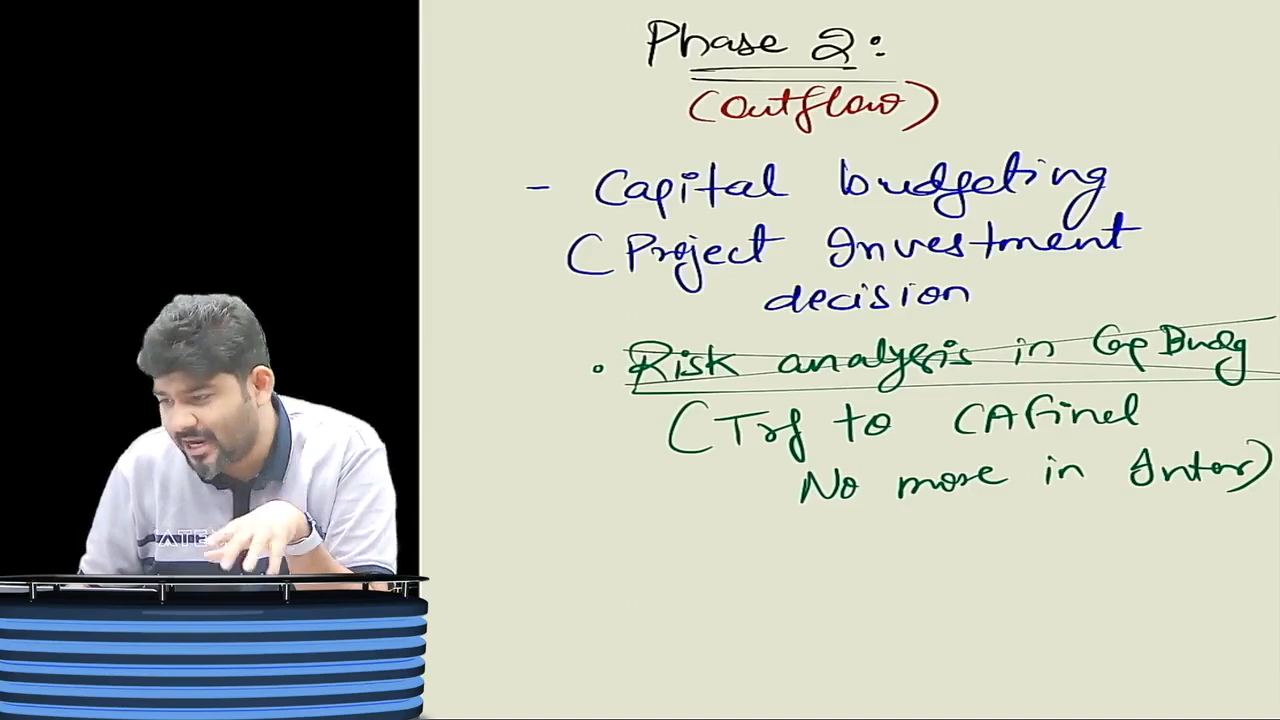 Phase 2:
(Outflow)
- Capital budgeting
(Project Investment
decision
• Risk analysis in Cap Budg
(Trf to CA Final
No more in Inter)